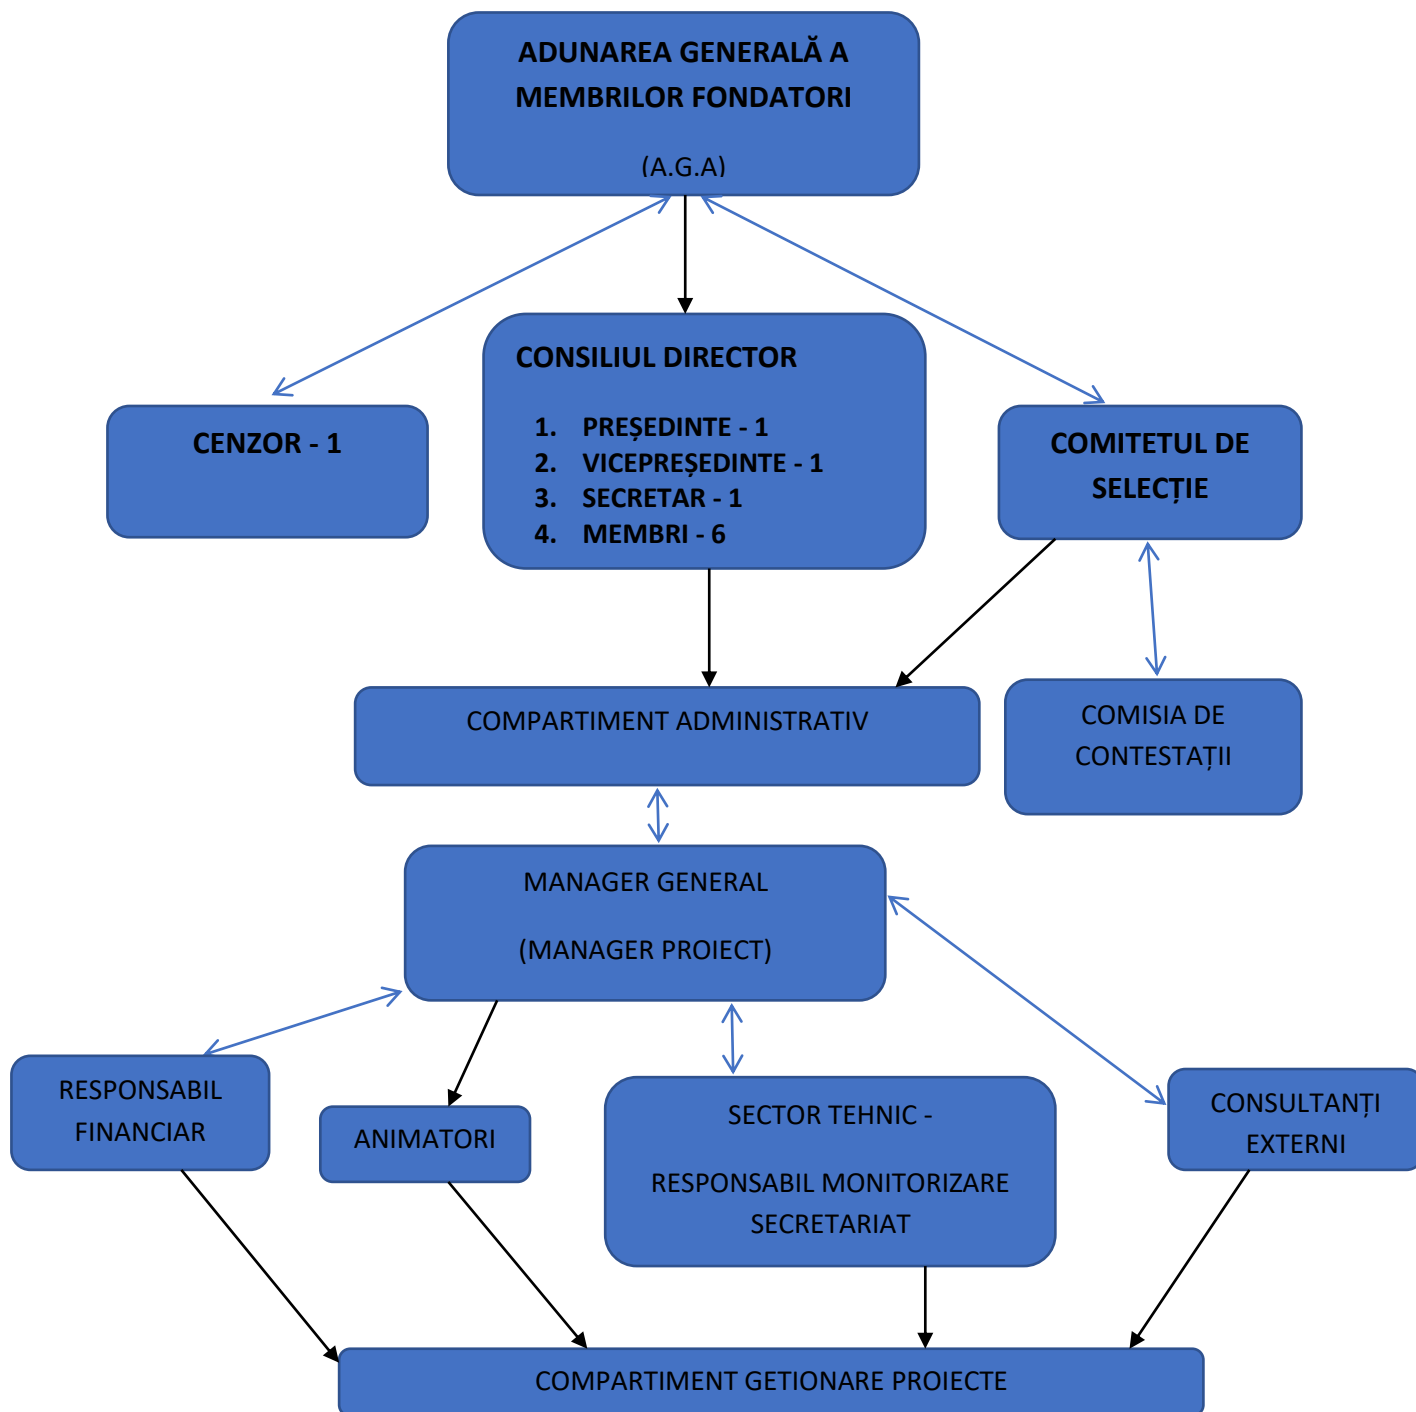 ADUNAREA GENERALĂ A
MEMBRILOR FONDATORI
(A.G.A)
CENZOR - 1
CONSILIUL DIRECTOR
1. PREȘEDINTE - 1
2. VICEPREȘEDINTE - 1
3. SECRETAR - 1
4. MEMBRI - 6
COMITETUL DE
SELECȚIE
COMPARTIMENT ADMINISTRATIV
COMISIA DE
CONTESTAȚII
MANAGER GENERAL
(MANAGER PROIECT)
RESPONSABIL
FINANCIAR
ANIMATORI
SECTOR TEHNIC -
RESPONSABIL MONITORIZARE
SECRETARIAT
CONSULTANȚI
EXTERNI
COMPARTIMENT GETIONARE PROIECTE